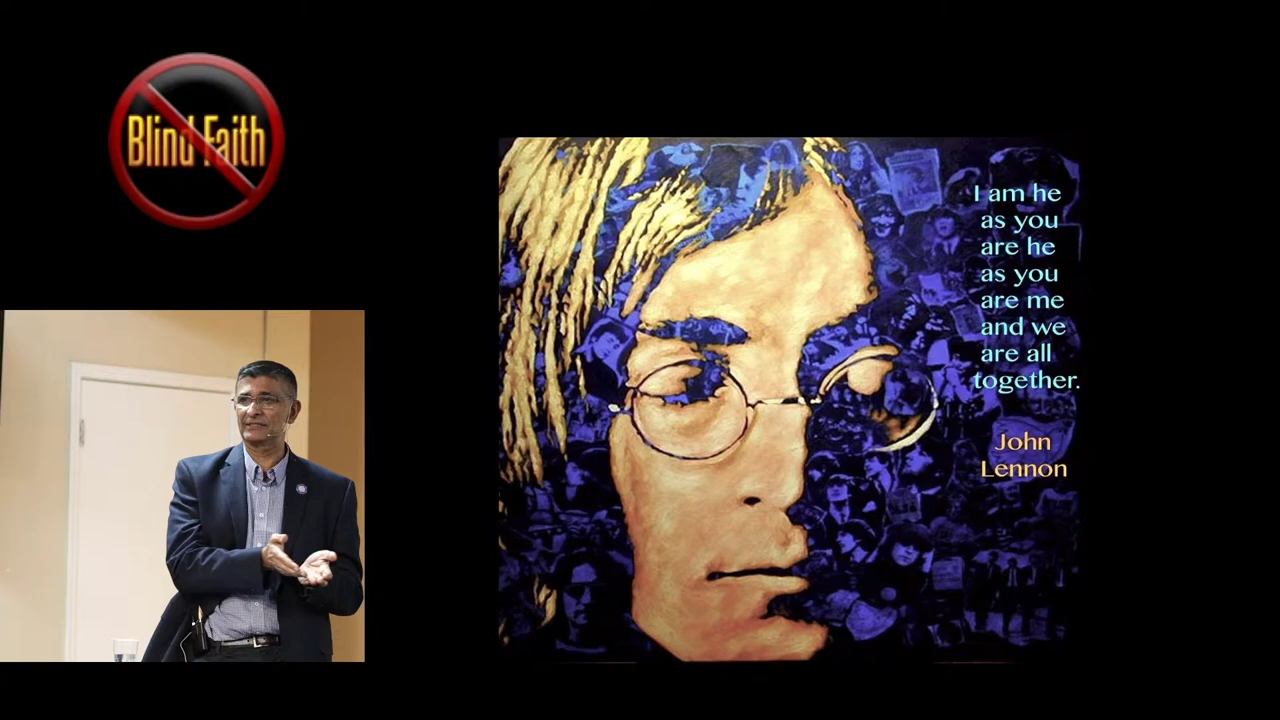 Blind Faith
I am he
as you
are he
as you
are me
and we
are all
together.
John
Lennon